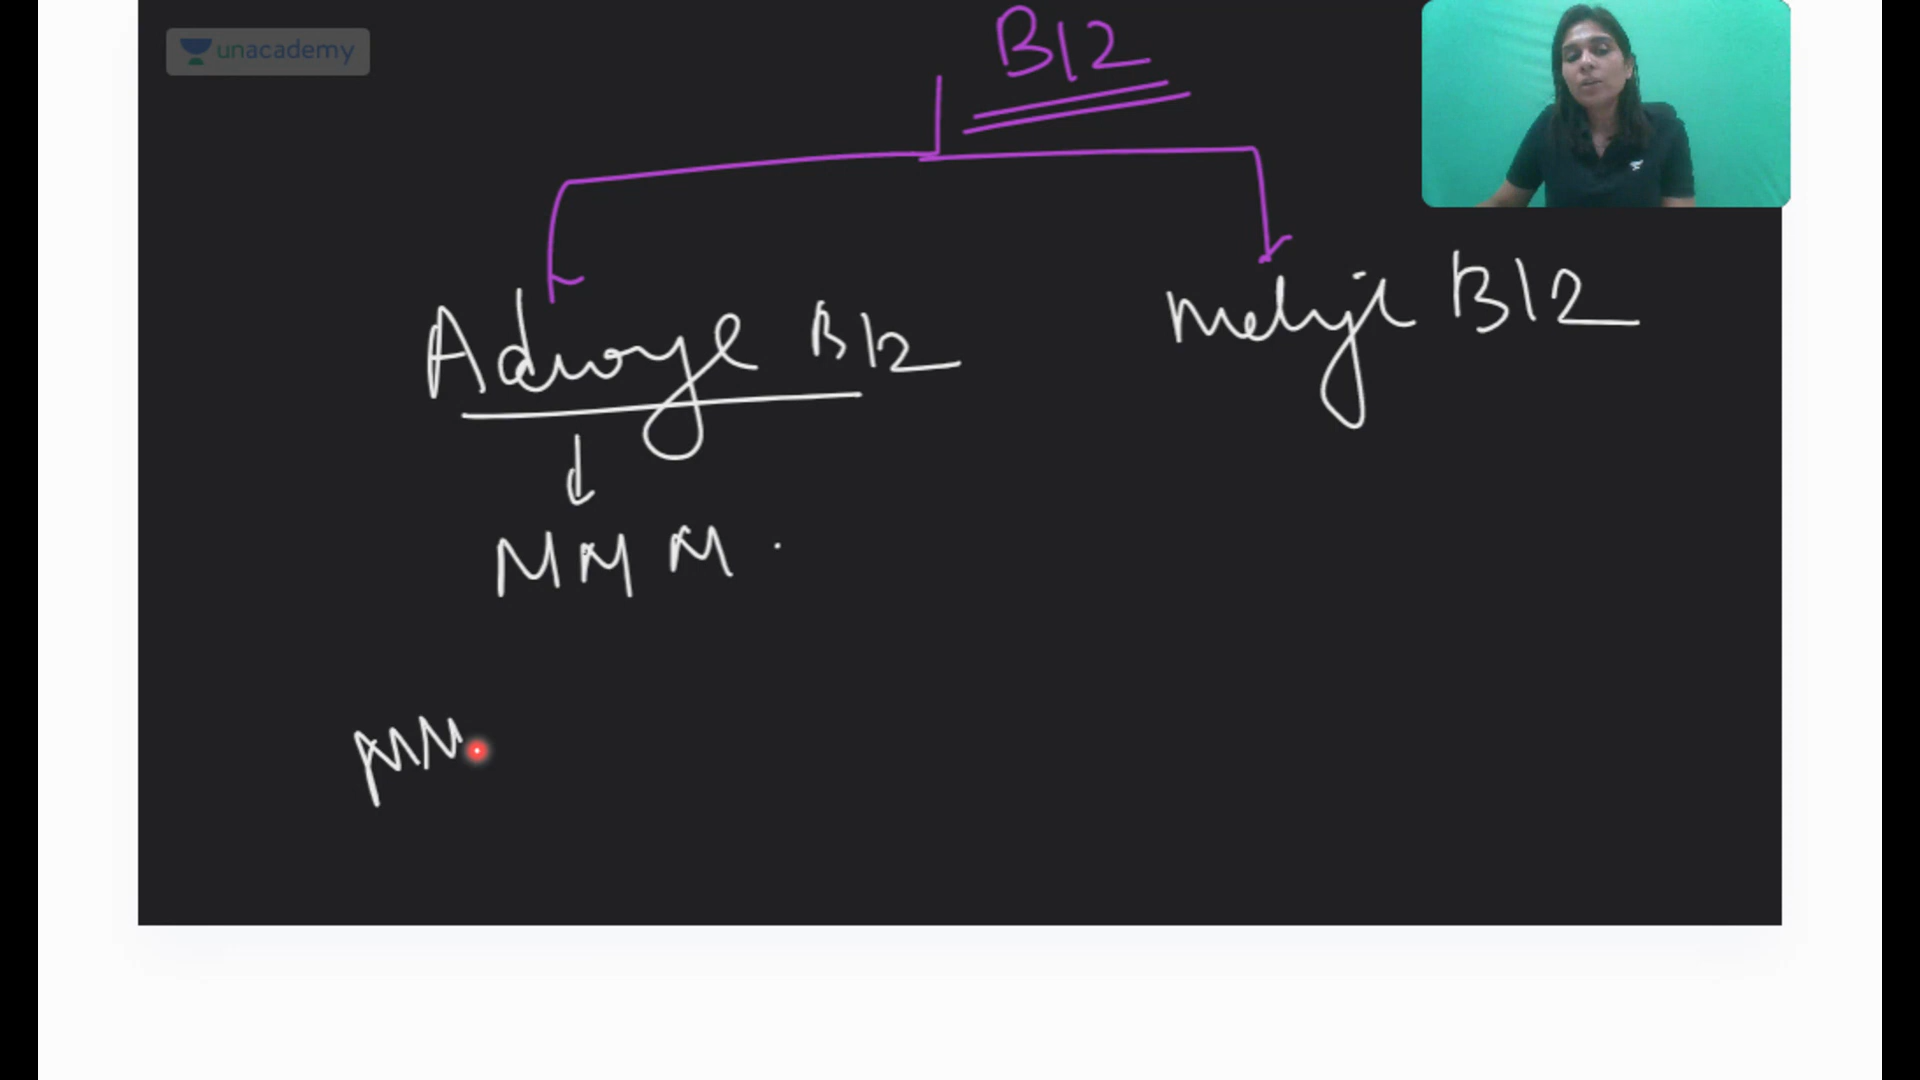 unacademy
B12
Adenosyl B12
Methyl B12
MMM.
MM